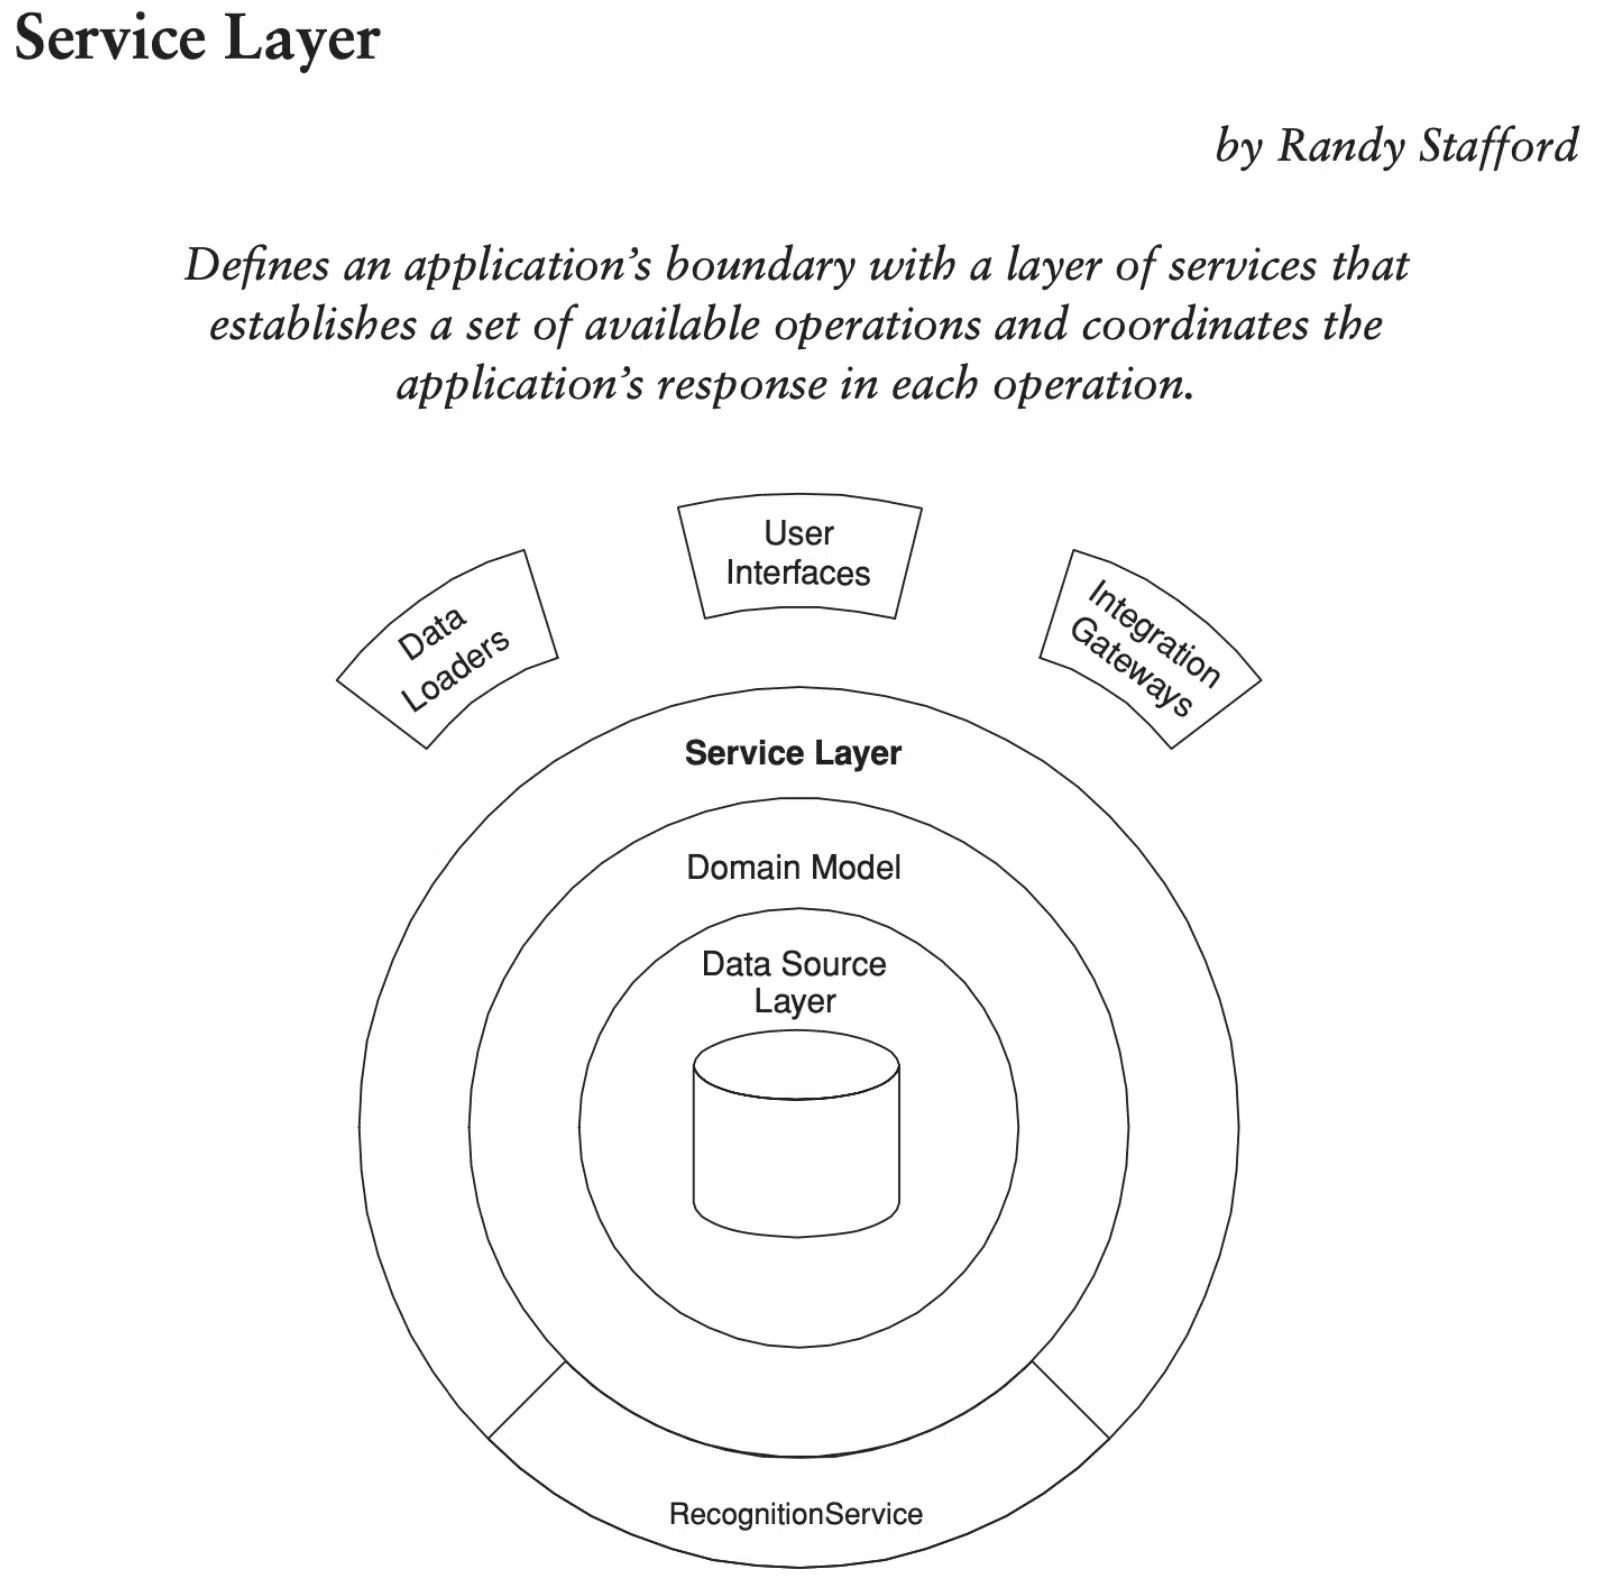 Service Layer
by Randy Stafford
Defines an application’s boundary with a layer of services that
establishes a set of available operations and coordinates the
application’s response in each operation.
User
Interfaces
Data
Loaders
Integration
Gateways
Service Layer
Domain Model
Data Source
Layer
RecognitionService